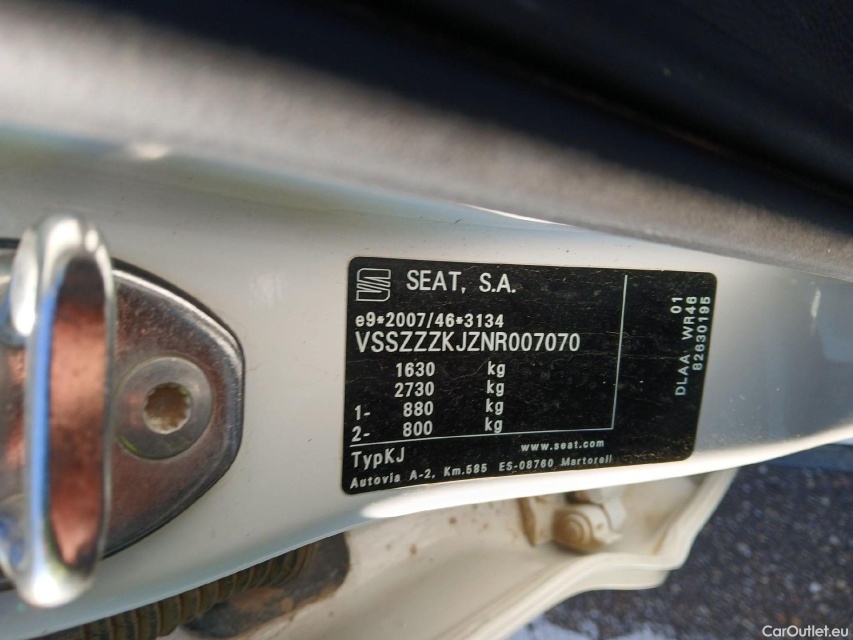 SEAT, S.A.
e9*2007/46*3134
VSSZZZKJZNR007070
1630 kg
2730 kg
1- 880 kg
2- 800 kg
TypKJ
www.seat.com
Autovia A-2, Km.585 ES-08760 Martorell
01
DLAA WR46
82630195
CarOutlet.eu